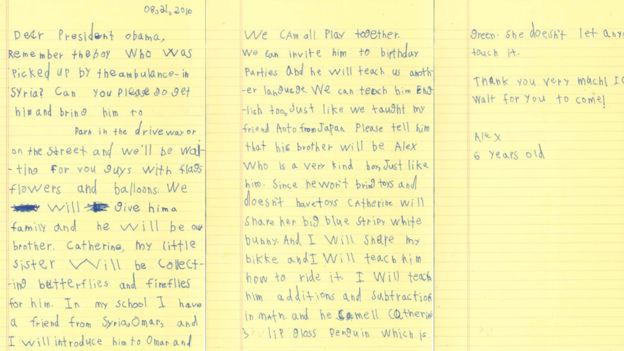 08,21,2016
Dear President obama,
Remember the boy who was
picked up by the ambulance in
Syria? Can you please go get
him and bring him to
Park in the driveway or
on the street and we'll be wai-
ting for you guys with flags
flowers and balloons. We
will give him a
family and he will be our
brother. Catherine, my little
sister will be collect-
ing butterflies and fireflies
for him. In my school I have
a friend from Syria, Omar, and
I will introduce him to Omar and
We can all play together.
We can invite him to birthday
Parties and he will teach us anoth-
er language. We can teach him Eng-
lish too, Just like we taught my
friend Aoto from Japan Please tell him
that his brother will be Alex
who is a very kind boy, Just like
him. Since he won't bring toys and
doesn't have toys Catherine will
share her big blue stripy white
bunny. And I will share my
bikke and I will teach him
how to ride it I will teach
him additions and subtraction
in math and he smell Catherine
lip gloss Penguin which is
green. She doesn't let any
touch it.
Thank you very much! I
wait for you to come!
Alex
6 years old